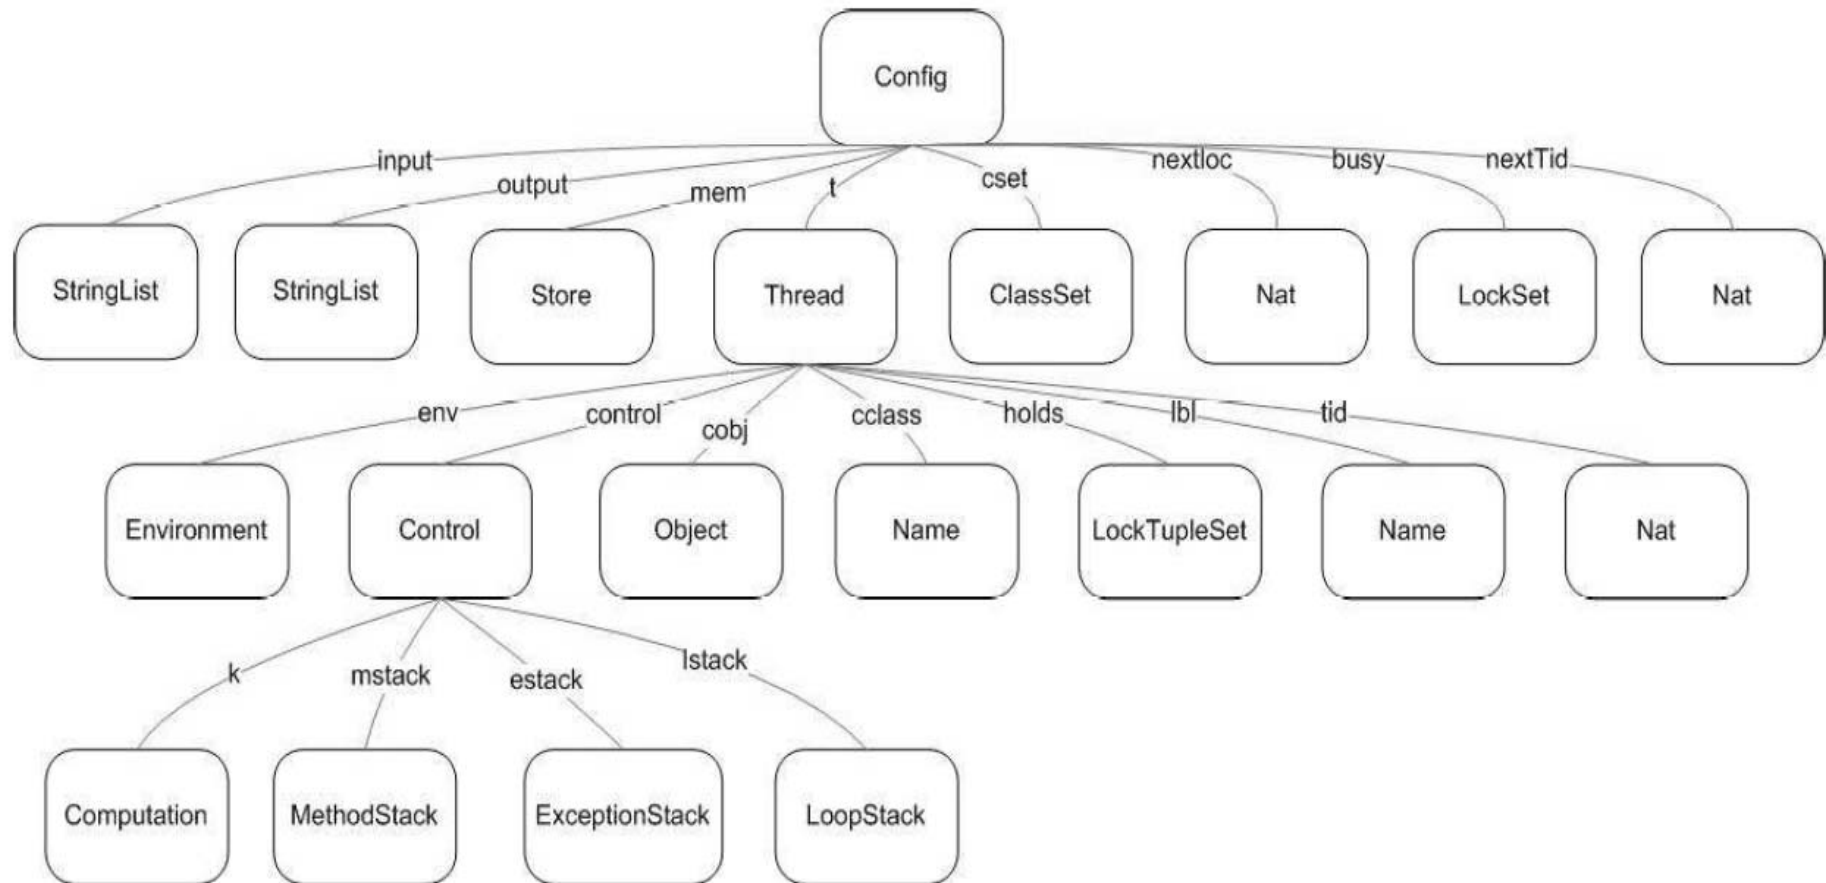 Config
input
output
mem
t
cset
nextloc
busy
nextTid
StringList
StringList
Store
Thread
ClassSet
Nat
LockSet
Nat
env
control
cobj
cclass
holds
lbl
tid
Environment
Control
Object
Name
LockTupleSet
Name
Nat
k
mstack
estack
lstack
Computation
MethodStack
ExceptionStack
LoopStack